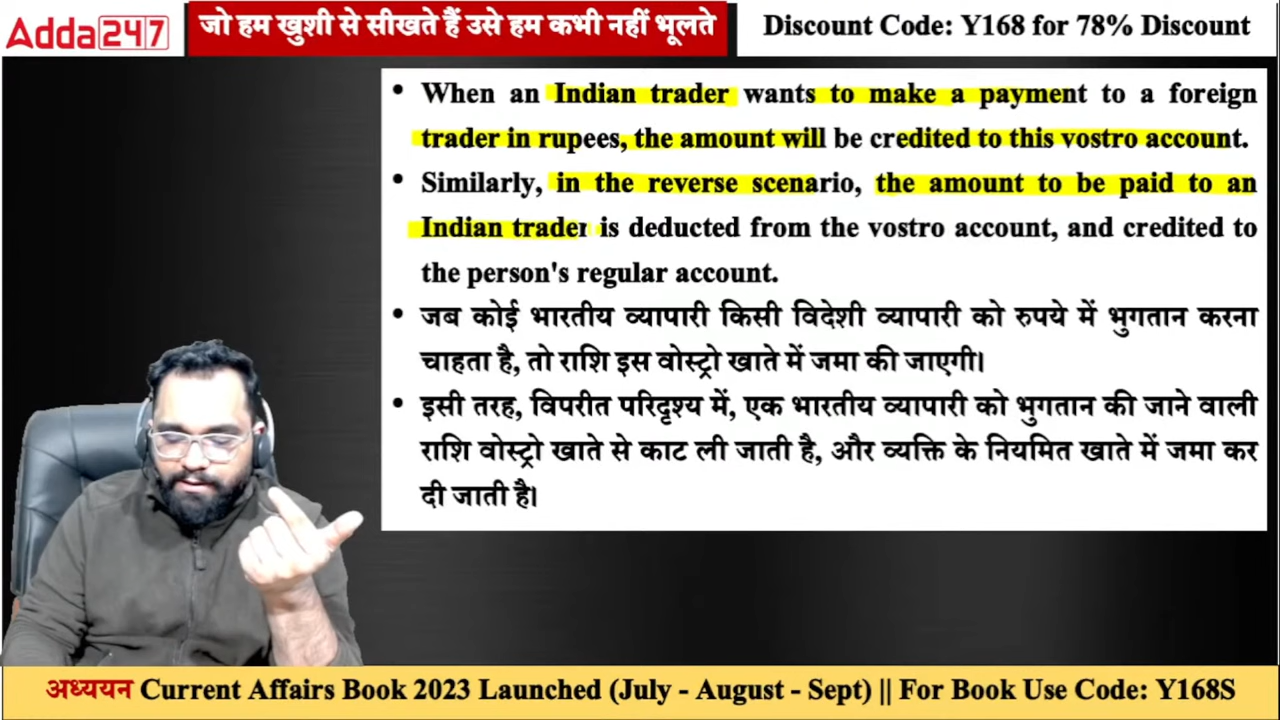 Adda247
जो हम खुशी से सीखते हैं उसे हम कभी नहीं भूलते
Discount Code: Y168 for 78% Discount
• When an Indian trader wants to make a payment to a foreign
trader in rupees, the amount will be credited to this vostro account.
• Similarly, in the reverse scenario, the amount to be paid to an
Indian trader is deducted from the vostro account, and credited to
the person's regular account.
• जब कोई भारतीय व्यापारी किसी विदेशी व्यापारी को रुपये में भुगतान करना
चाहता है, तो राशि इस वोस्ट्रो खाते में जमा की जाएगी।
• इसी तरह, विपरीत परिदृश्य में, एक भारतीय व्यापारी को भुगतान की जाने वाली
राशि वोस्ट्रो खाते से काट ली जाती है, और व्यक्ति के नियमित खाते में जमा कर
दी जाती है।
अध्ययन Current Affairs Book 2023 Launched (July - August - Sept) || For Book Use Code: Y168S